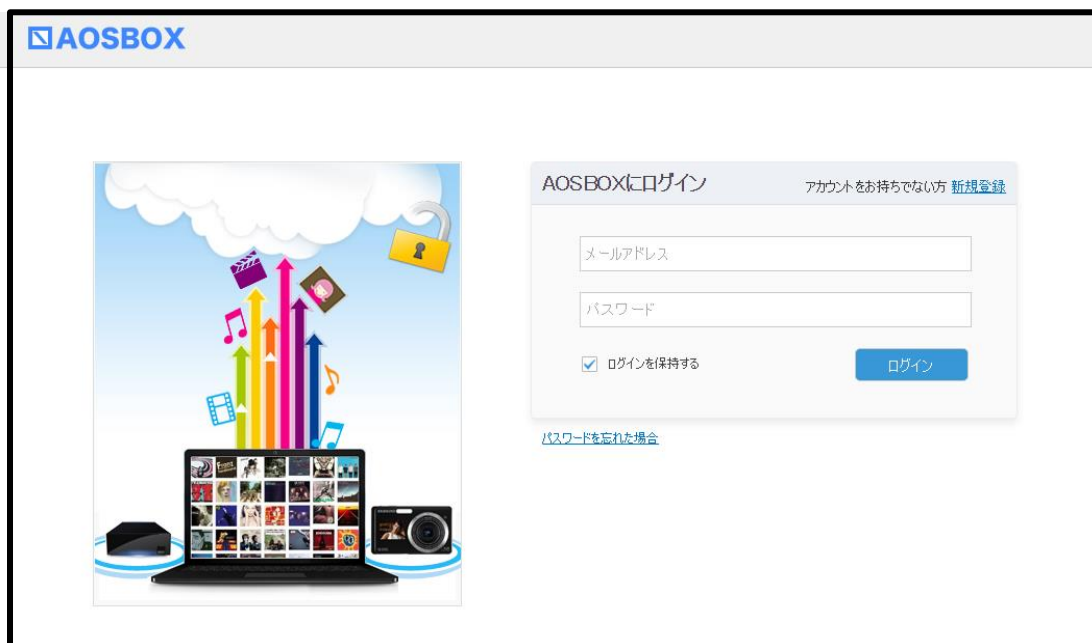 AOSBOX
AOSBOXにログイン
アカウントをお持ちでない方 新規登録
メールアドレス
パスワード
ログインを保持する
ログイン
パスワードを忘れた場合